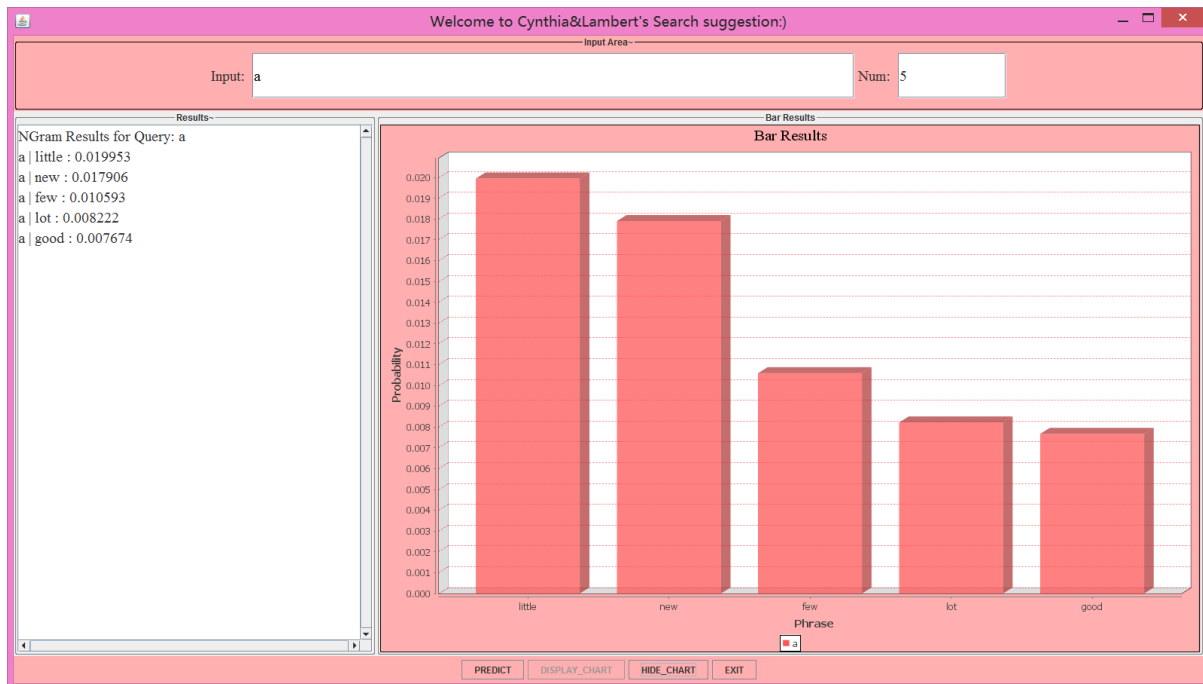 Welcome to Cynthia&Lambert's Search suggestion:)
Input Area~
Input: a Num: 5
Results~
NGram Results for Query: a
a | little : 0.019953
a | new : 0.017906
a | few : 0.010593
a | lot : 0.008222
a | good : 0.007674
Bar Results
Bar Results
Probability
0.020
0.019
0.018
0.017
0.016
0.015
0.014
0.013
0.012
0.011
0.010
0.009
0.008
0.007
0.006
0.005
0.004
0.003
0.002
0.001
0.000
little new few lot good
Phrase
a
PREDICT DISPLAY_CHART HIDE_CHART EXIT